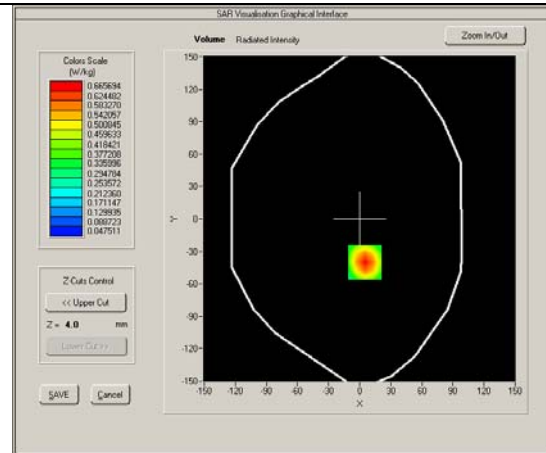 SAR Visualisation Graphical Interface
Volume Radiated Intensity
Zoom In/Out
Colors Scale
(W/kg)
0.665694
0.624482
0.583270
0.542057
0.500845
0.459633
0.418421
0.377208
0.335996
0.294784
0.253572
0.212360
0.171147
0.129935
0.088723
0.047511
Z Cuts Control
<< Upper Cut
Z = 4.0 mm
Lower Cut >>
SAVE Cancel
150
120
90
60
30
0
-30
-60
-90
-120
-150
Y
-150 -120 -90 -60 -30 0 30 60 90 120 150
X